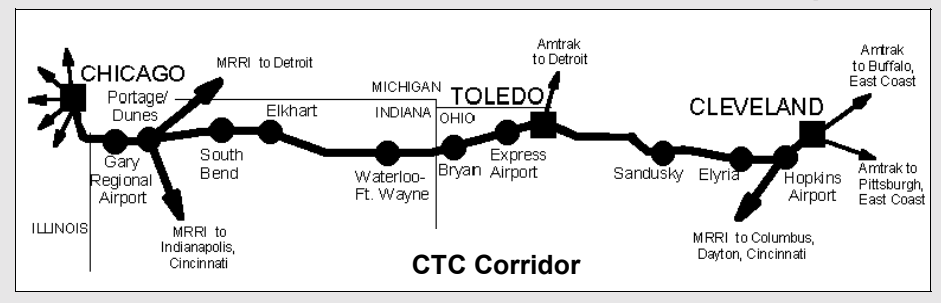 CHICAGO
Portage/
Dunes
MRRI to Detroit
Gary
Regional
Airport
ILLINOIS
MRRI to
Indianapolis,
Cincinnati
South
Bend
Elkhart
MICHIGAN
INDIANA
OHIO
Waterloo-
Ft. Wayne
Bryan
TOLEDO
Express
Airport
Amtrak
to Detroit
Sandusky
Elyria
CLEVELAND
Hopkins
Airport
Amtrak
to Buffalo,
East Coast
Amtrak to
Pittsburgh,
East Coast
MRRI to Columbus,
Dayton, Cincinnati
CTC Corridor